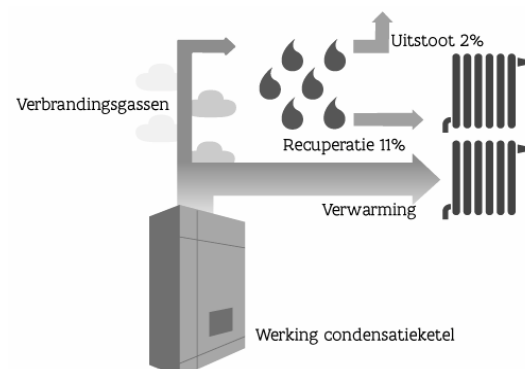 Uitstoot 2%
Verbrandingsgassen
Recuperatie 11%
Verwarming
Werking condensatieketel